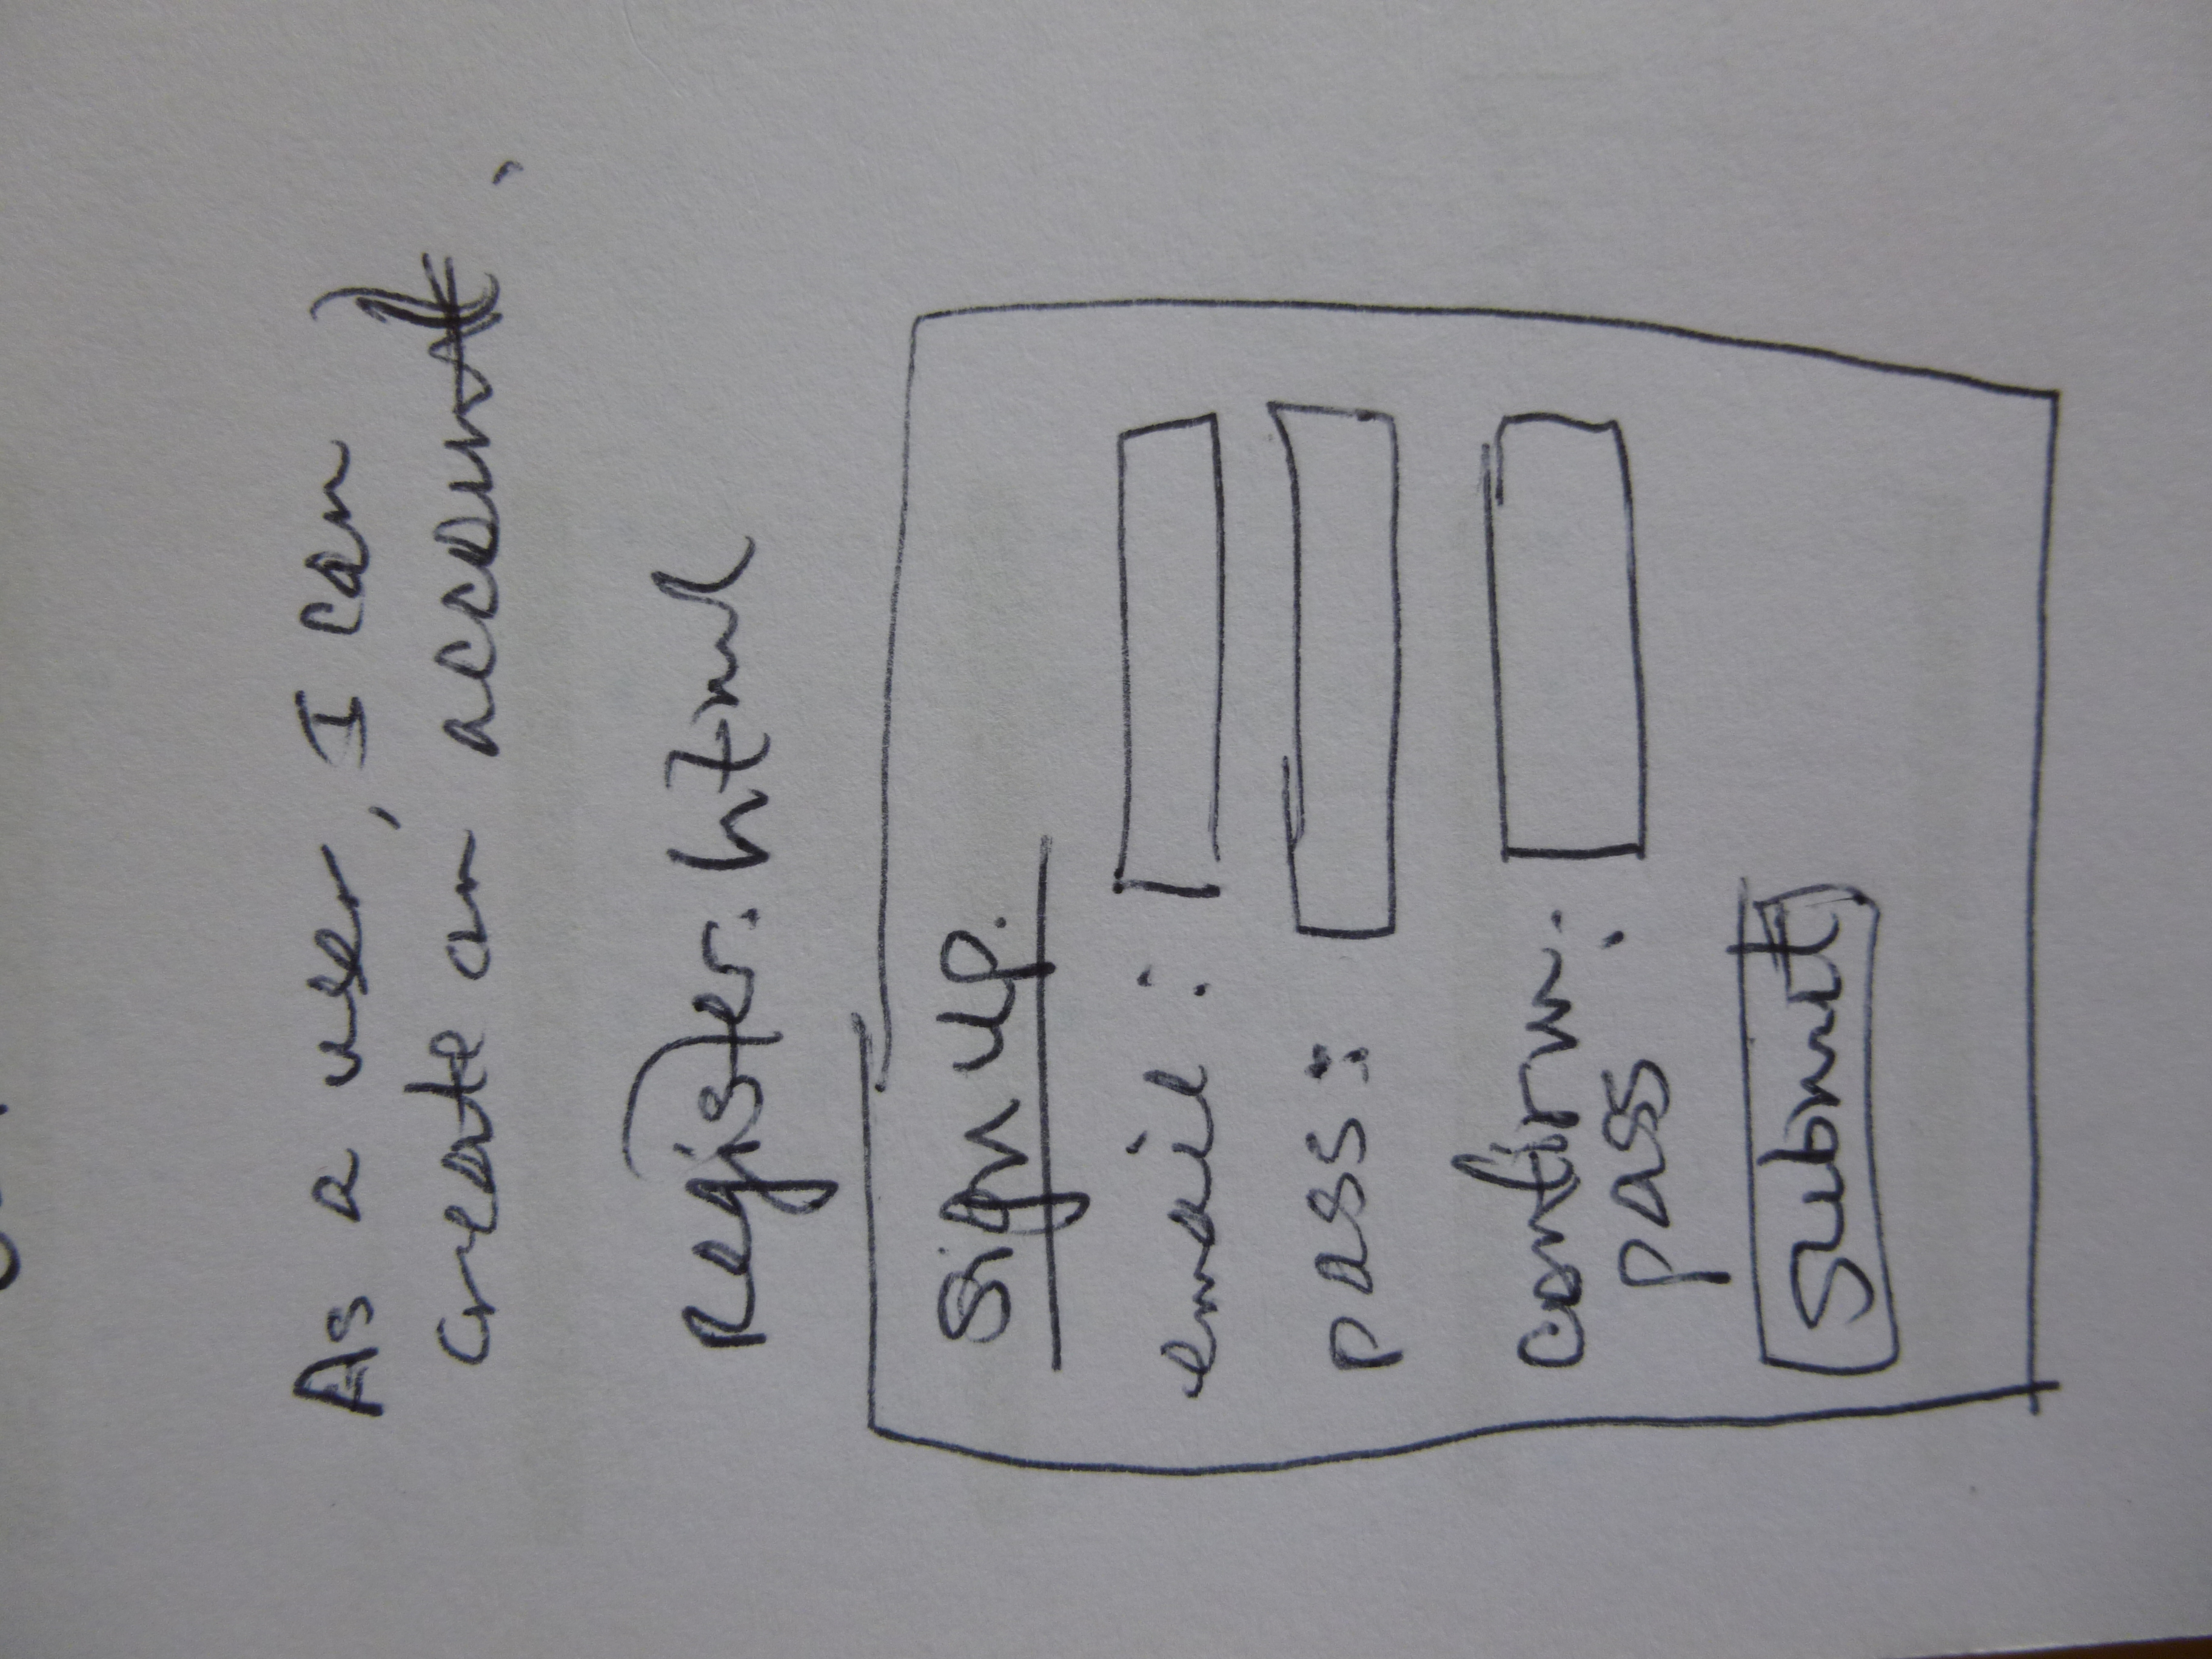 As a user, I can
create an account.
Register.html
Sign up.
email:
pass:
confirm.
pass:
Submit